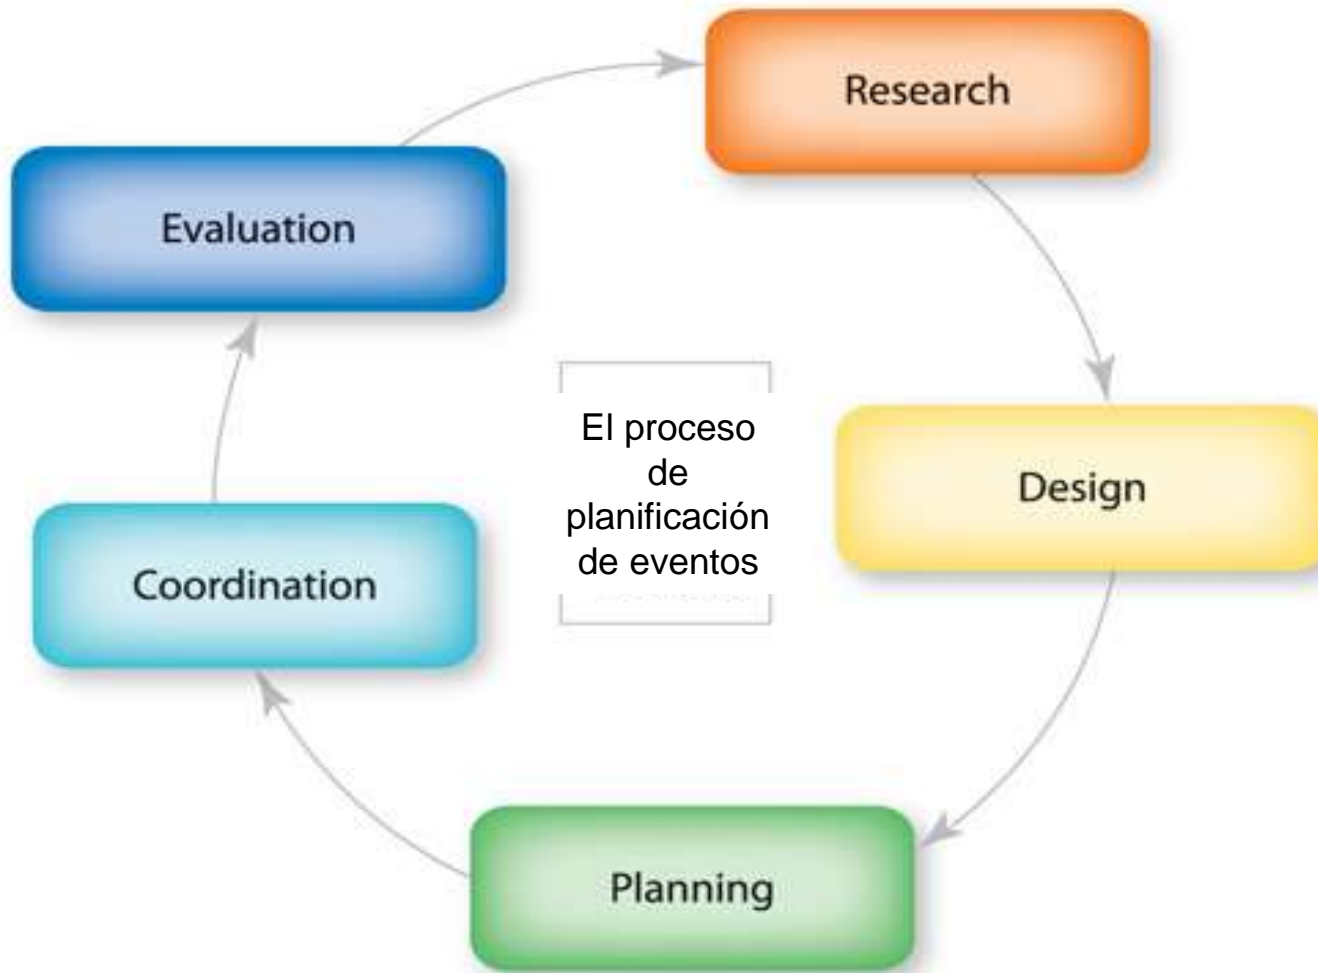 Research
Evaluation
El proceso
de
planificación
de eventos
Design
Coordination
Planning